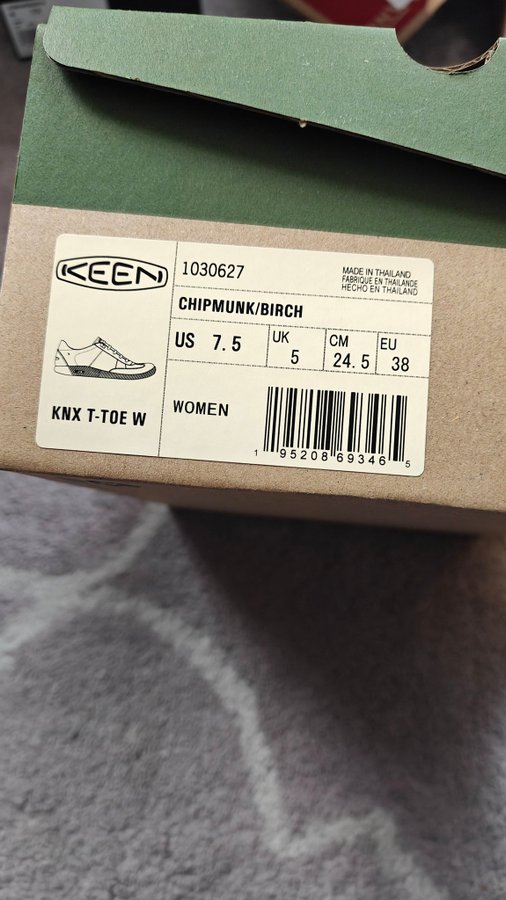 KEEN
1030627
MADE IN THAILAND
FABRIQUE EN THAILANDE
HECHO EN THAILAND
CHIPMUNK/BIRCH
US 7.5
UK 5
CM 24.5
EU 38
KNX T-TOE W
WOMEN
1 95208 69346 5